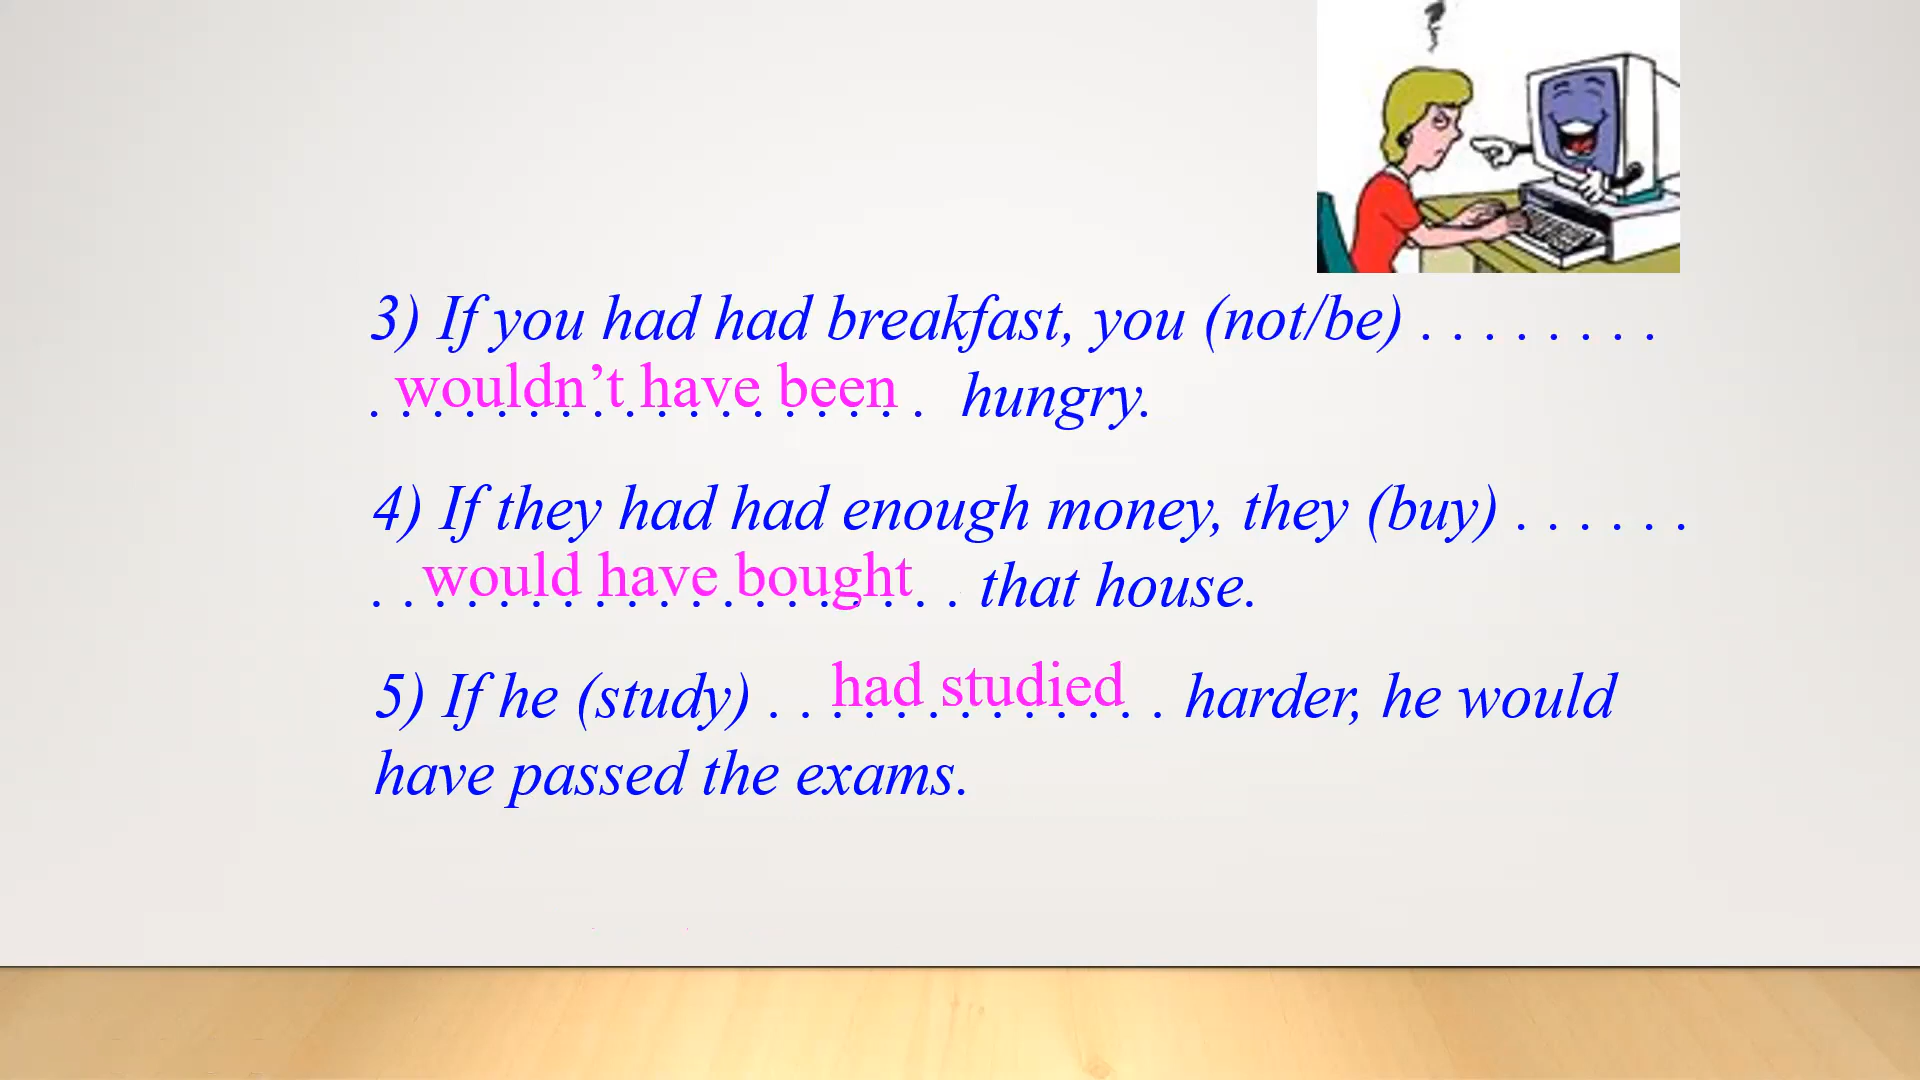 3) If you had had breakfast, you (not/be) . . . . . . . .
. wouldn’t have been . hungry.
4) If they had had enough money, they (buy) . . . . . .
. . would have bought . . that house.
5) If he (study) . . had studied . . harder, he would
have passed the exams.